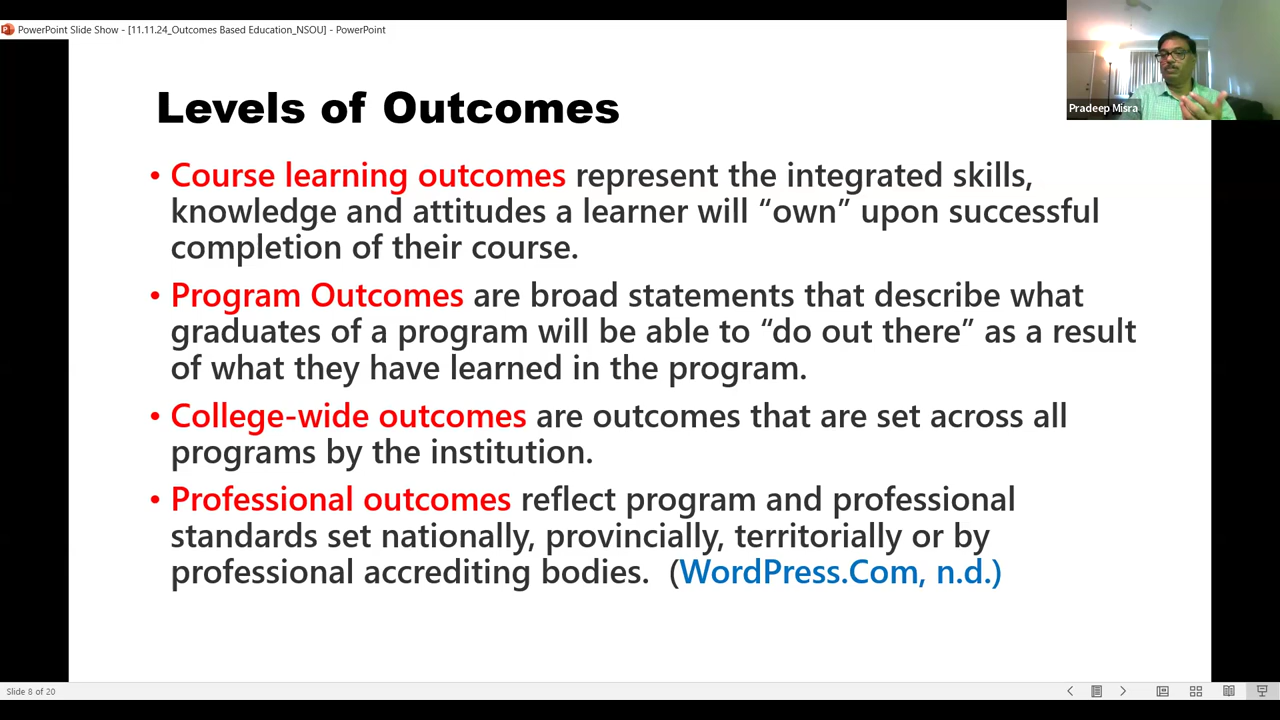 PowerPoint Slide Show - [11.11.24_Outcomes Based Education_NSOU] - PowerPoint
Pradeep Misra
Levels of Outcomes
• Course learning outcomes represent the integrated skills,
knowledge and attitudes a learner will “own” upon successful
completion of their course.
• Program Outcomes are broad statements that describe what
graduates of a program will be able to “do out there” as a result
of what they have learned in the program.
• College-wide outcomes are outcomes that are set across all
programs by the institution.
• Professional outcomes reflect program and professional
standards set nationally, provincially, territorially or by
professional accrediting bodies.  (WordPress.Com, n.d.)
Slide 8 of 20